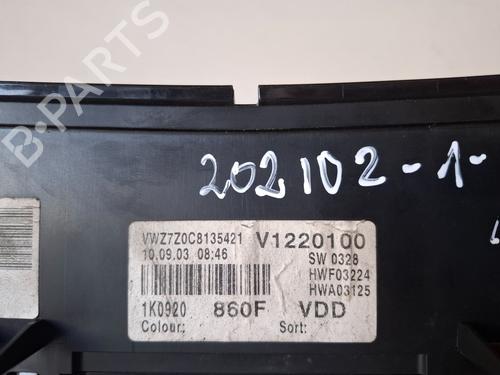 B-PARTS
202102-1-
VWZ7Z0C8135421 V1220100
10.09.03 08:46 SW 0328
HWF03224
HWA03125
1K0920 860F VDD
Colour: Sort: